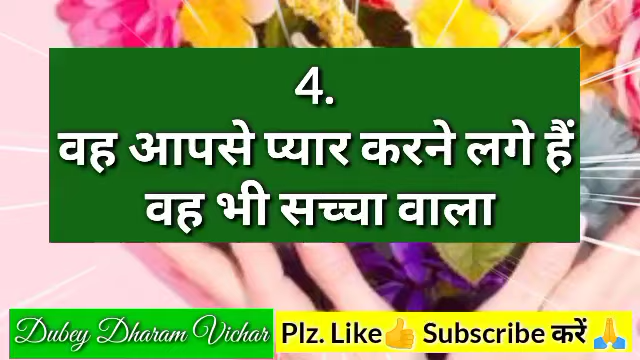 4.
वह आपसे प्यार करने लगे हैं
वह भी सच्चा वाला
Dubey Dharam Vichar Plz. Like👍 Subscribe करें🙏